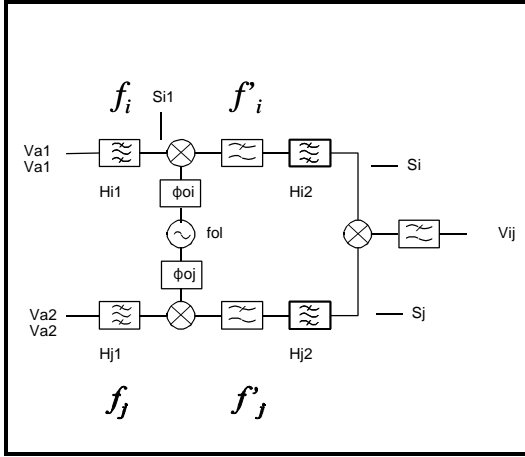 fi Si1 f'i
Va1
Va1
Hi1 Hi2 Si
ϕoi
fol Vij
ϕoj
Va2
Va2
Sj
Hj1 Hj2
fj f'j